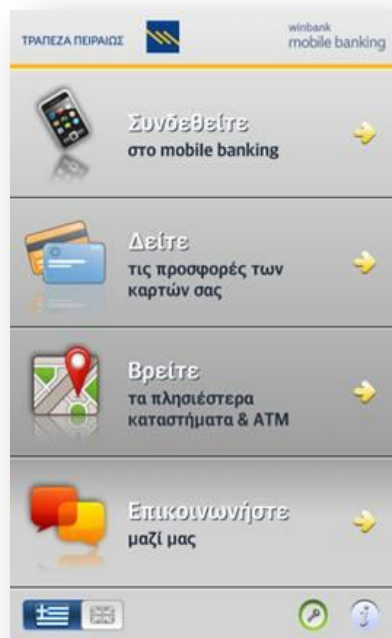 ΤΡΑΠΕΖΑ ΠΕΙΡΑΙΩΣ
winbank
mobile banking
Συνδεθείτε
στο mobile banking
Δείτε
τις προσφορές των
καρτών σας
Βρείτε
τα πλησιέστερα
καταστήματα & ATM
Επικοινωνήστε
μαζί μας
i